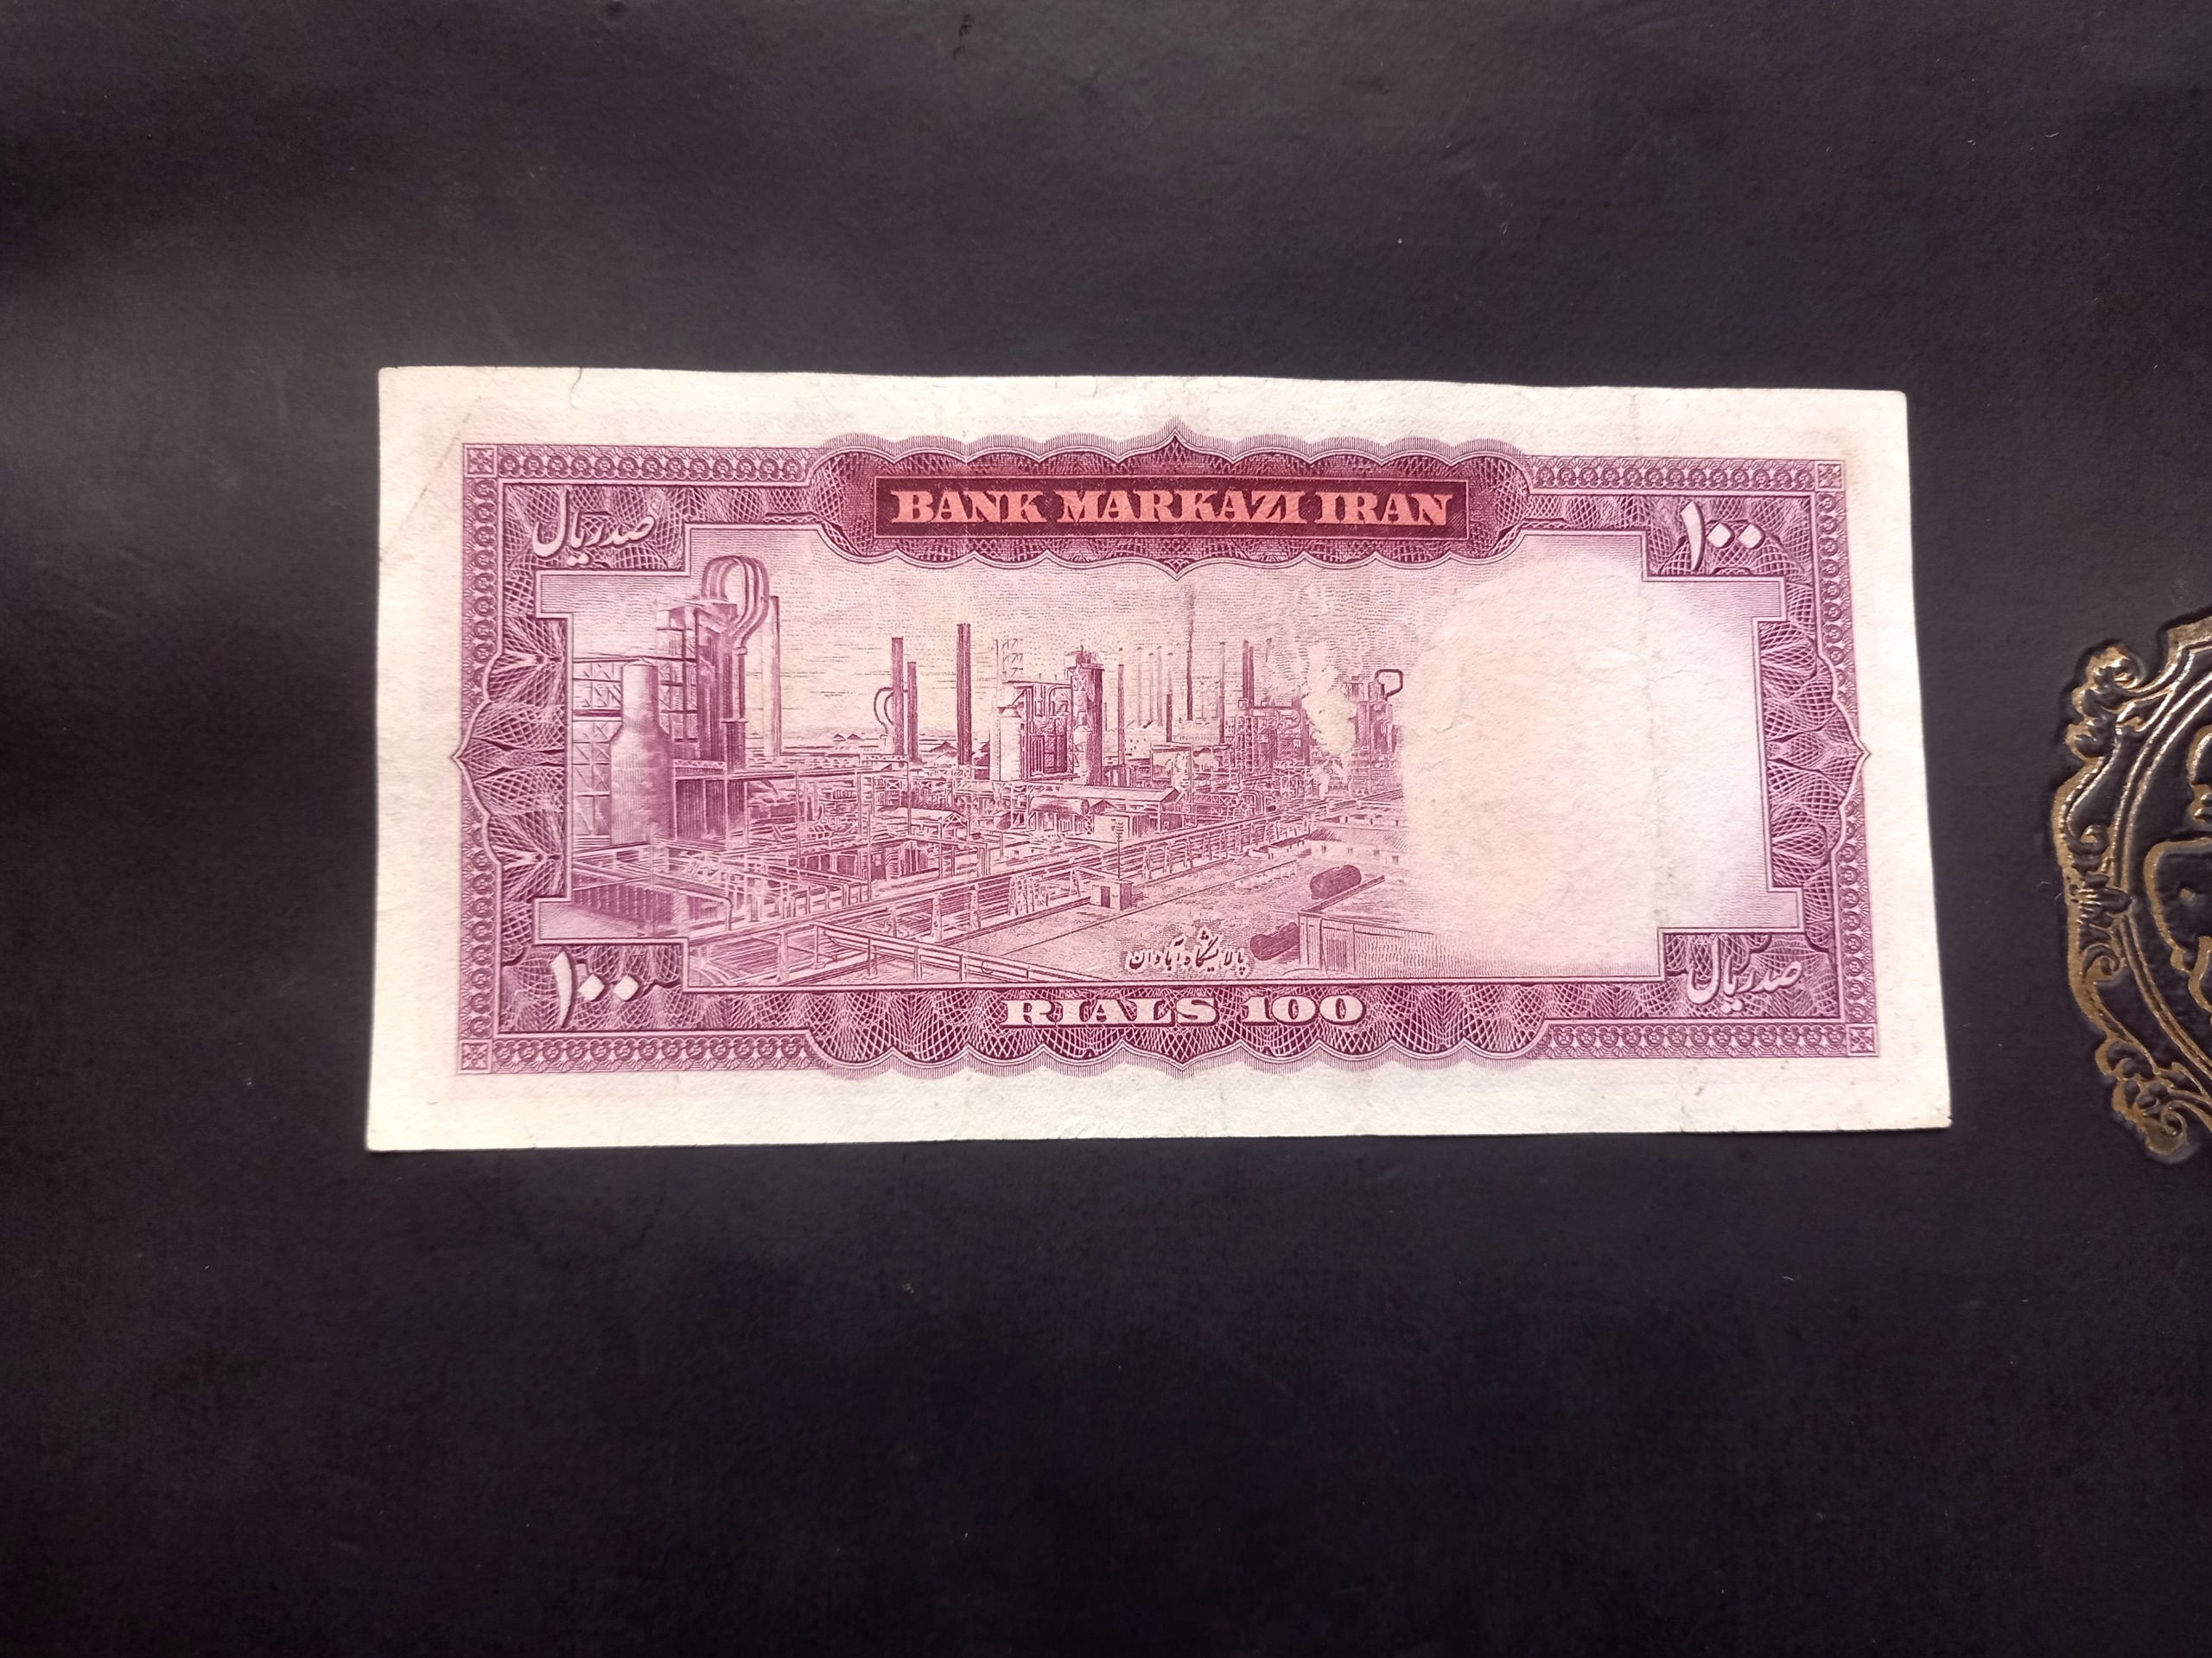 BANK MARKAZI IRAN
صد ریال
۱۰۰
پالایشگاه آبادان
۱۰۰
RIALS 100
صد ریال